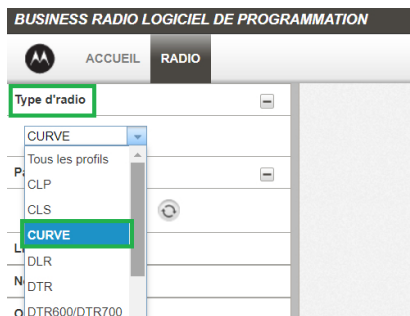 BUSINESS RADIO LOGICIEL DE PROGRAMMATION
ACCUEIL RADIO
Type d'radio
CURVE
Tous les profils
CLP
CLS
CURVE
DLR
DTR
DTR600/DTR700